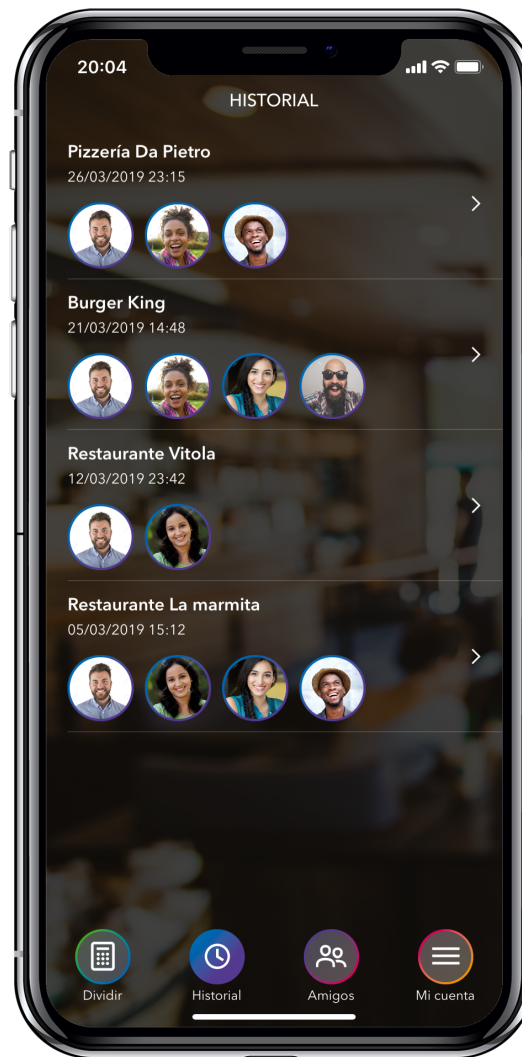 20:04
HISTORIAL
Pizzería Da Pietro
26/03/2019 23:15
Burger King
21/03/2019 14:48
Restaurante Vitola
12/03/2019 23:42
Restaurante La marmita
05/03/2019 15:12
Dividir
Historial
Amigos
Mi cuenta